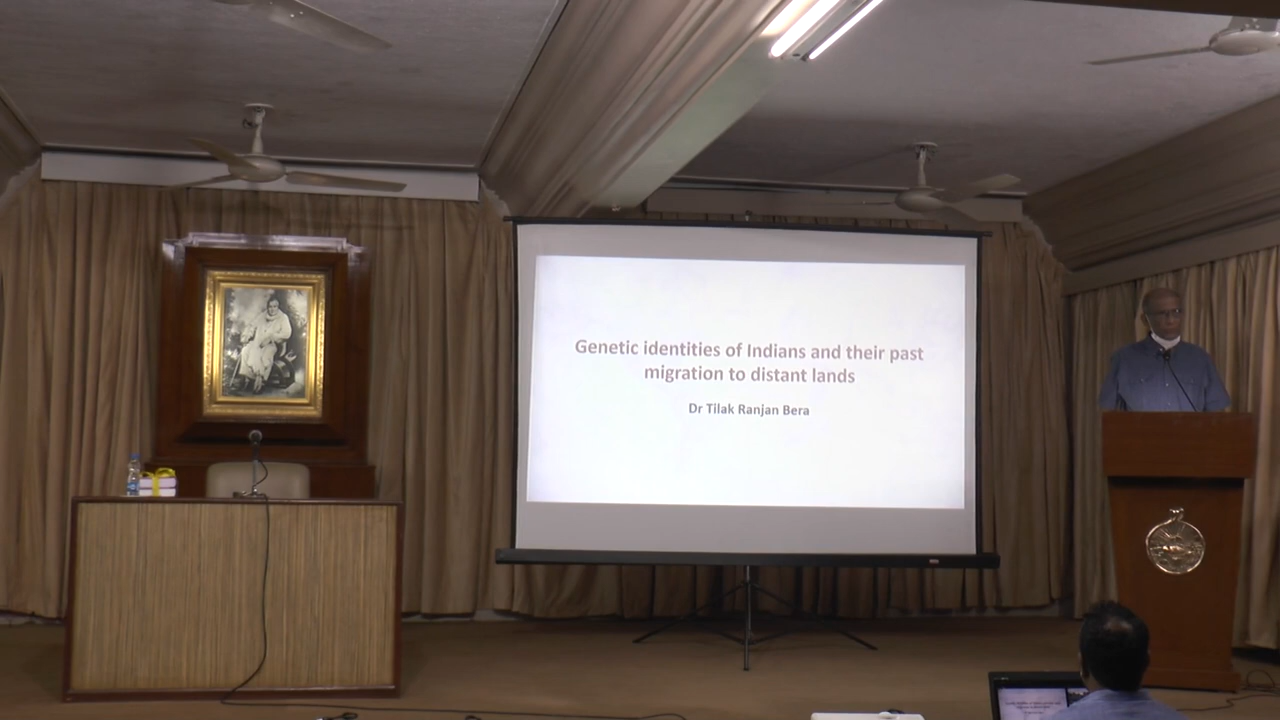 Genetic identities of Indians and their past
migration to distant lands
Dr Tilak Ranjan Bera